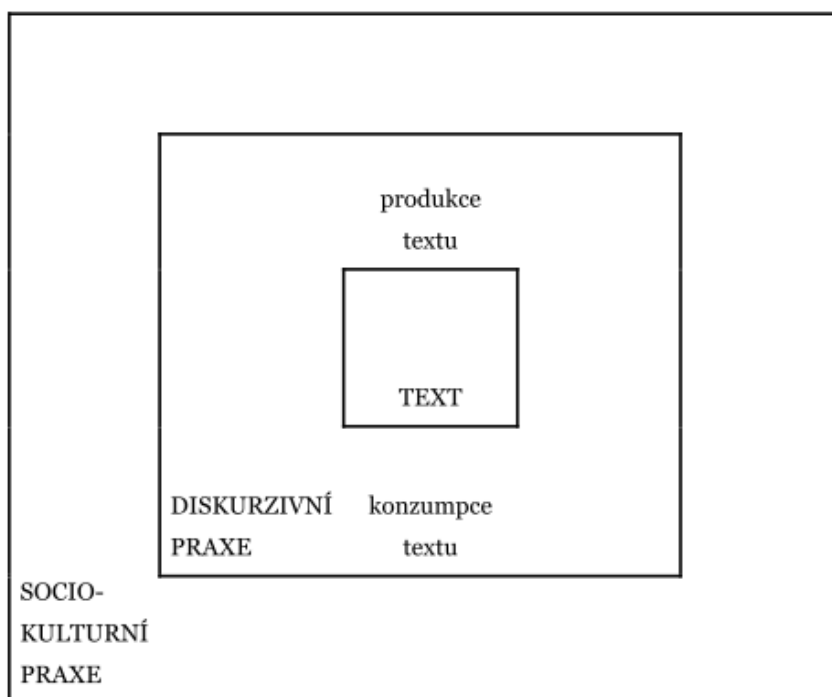 produkce
textu
TEXT
DISKURZIVNÍ konzumpce
PRAXE textu
SOCIO-
KULTURNÍ
PRAXE